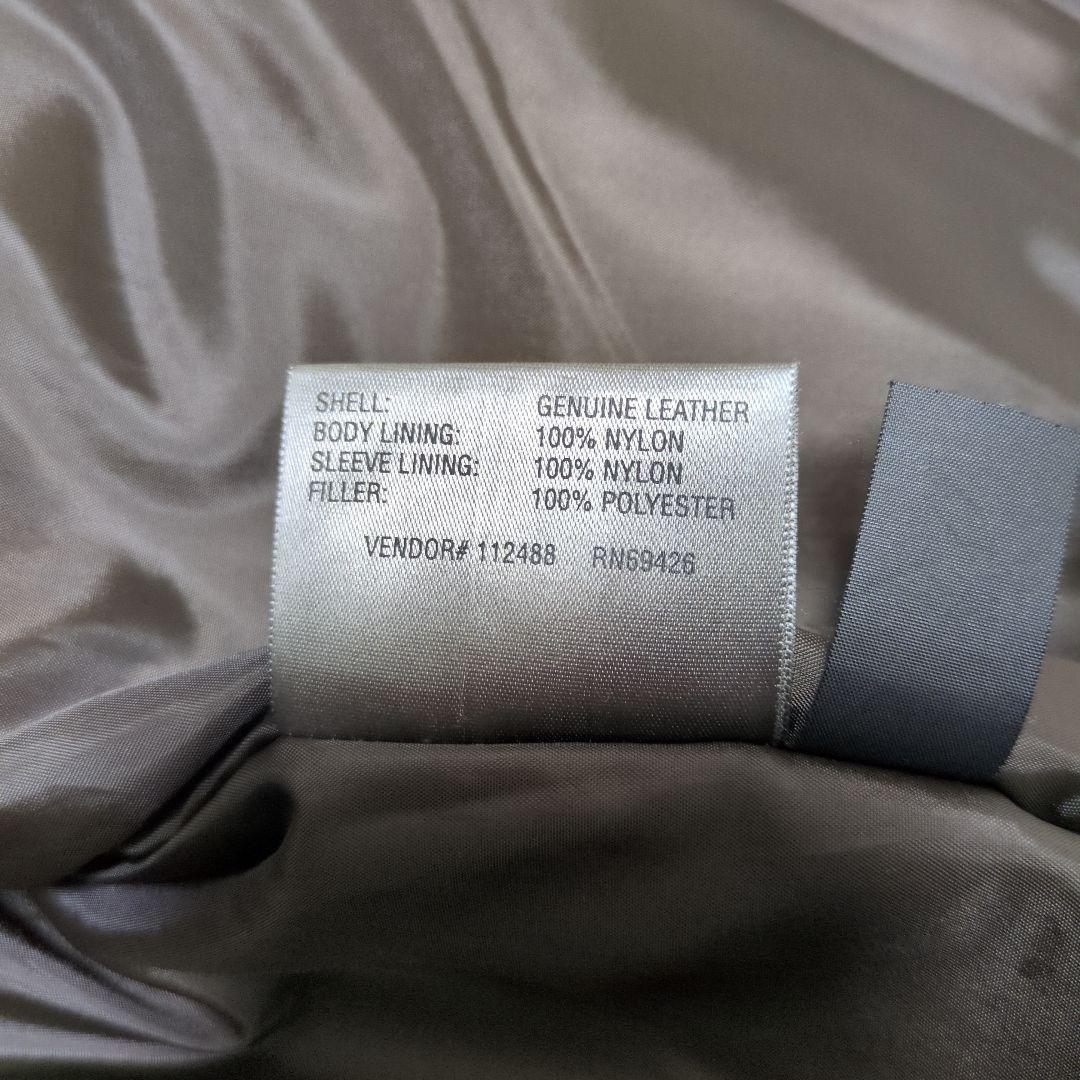 SHELL: GENUINE LEATHER
BODY LINING: 100% NYLON
SLEEVE LINING: 100% NYLON
FILLER: 100% POLYESTER
VENDOR# 112488 RN69426